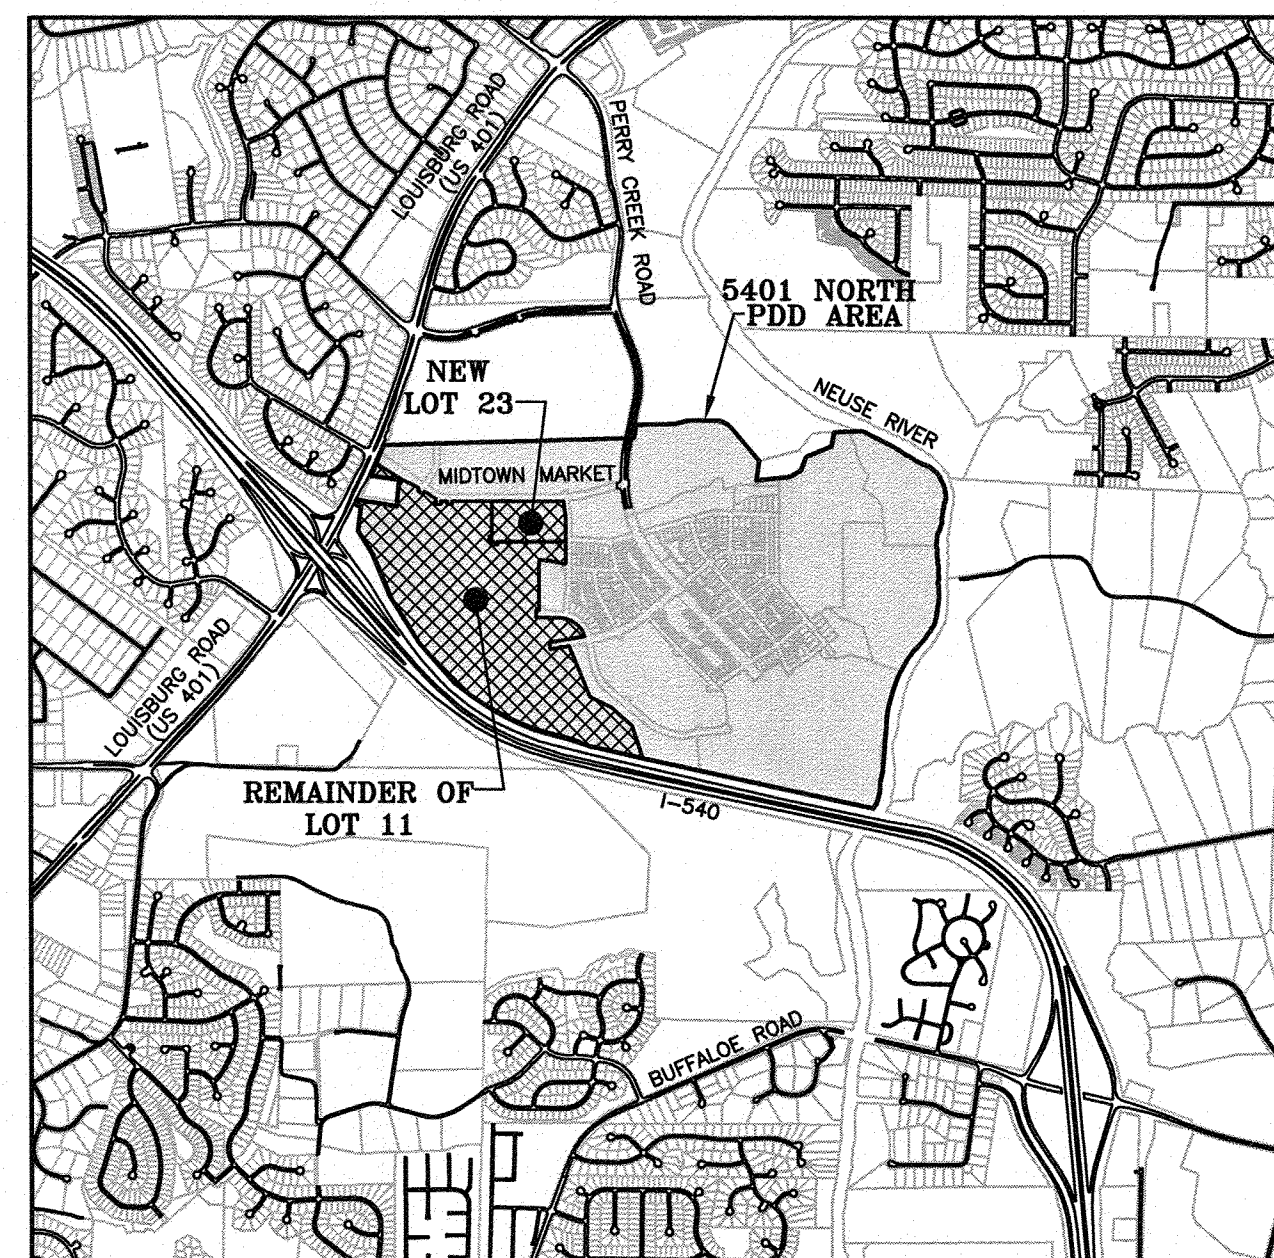 LOUISBURG ROAD
(US 401)
PERRY CREEK ROAD
5401 NORTH
PDD AREA
NEW
LOT 23
NEUSE RIVER
MIDTOWN MARKET
LOUISBURG ROAD
(US 401)
REMAINDER OF
LOT 11
I-540
BUFFALOE ROAD